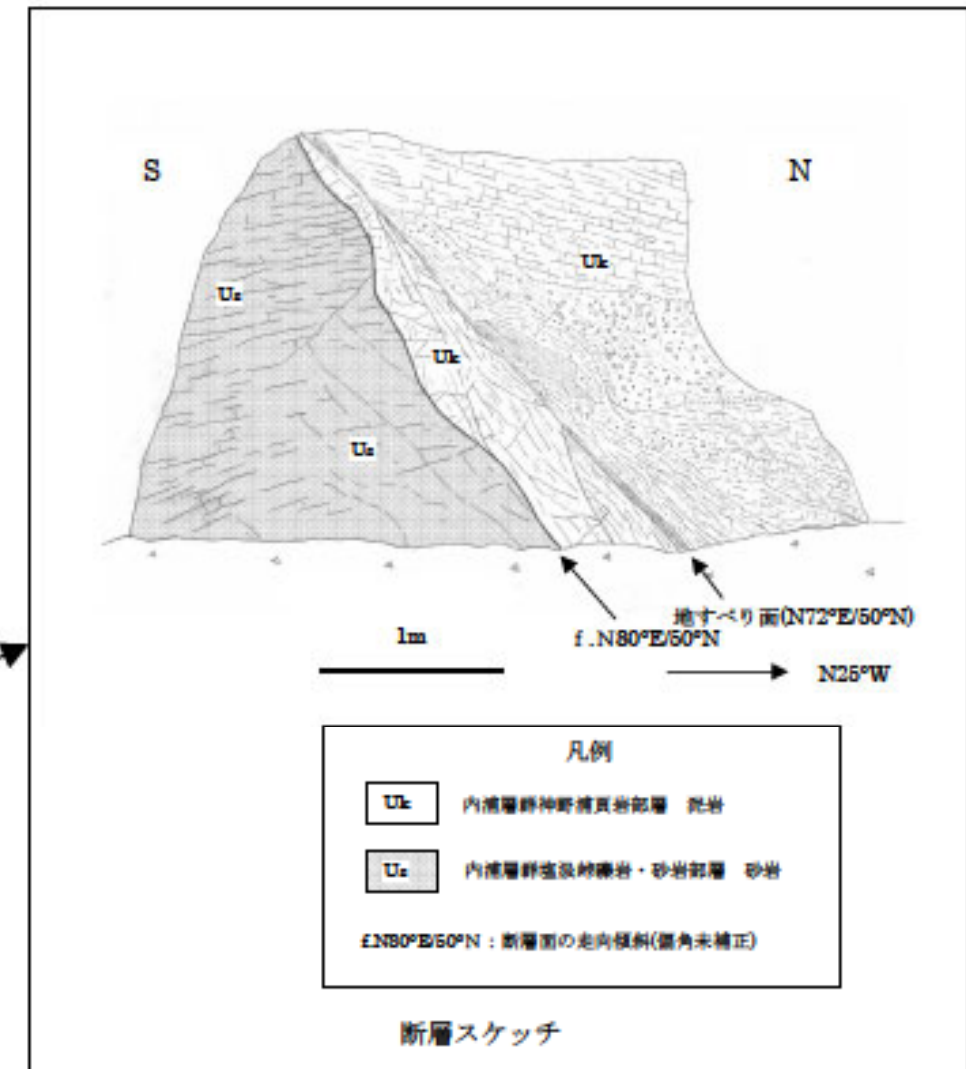 S
N
Uk
Us
Uk
Us
地すべり面(N72°E/50°N)
f.N80°E/50°N
1m
N25°W
凡例
Uk 内浦層群神野浦頁岩部層 泥岩
Us 内浦層群塩汲峠礫岩・砂岩部層 砂岩
f.N80°E/50°N：断層面の走向傾斜(偏角未補正)
断層スケッチ